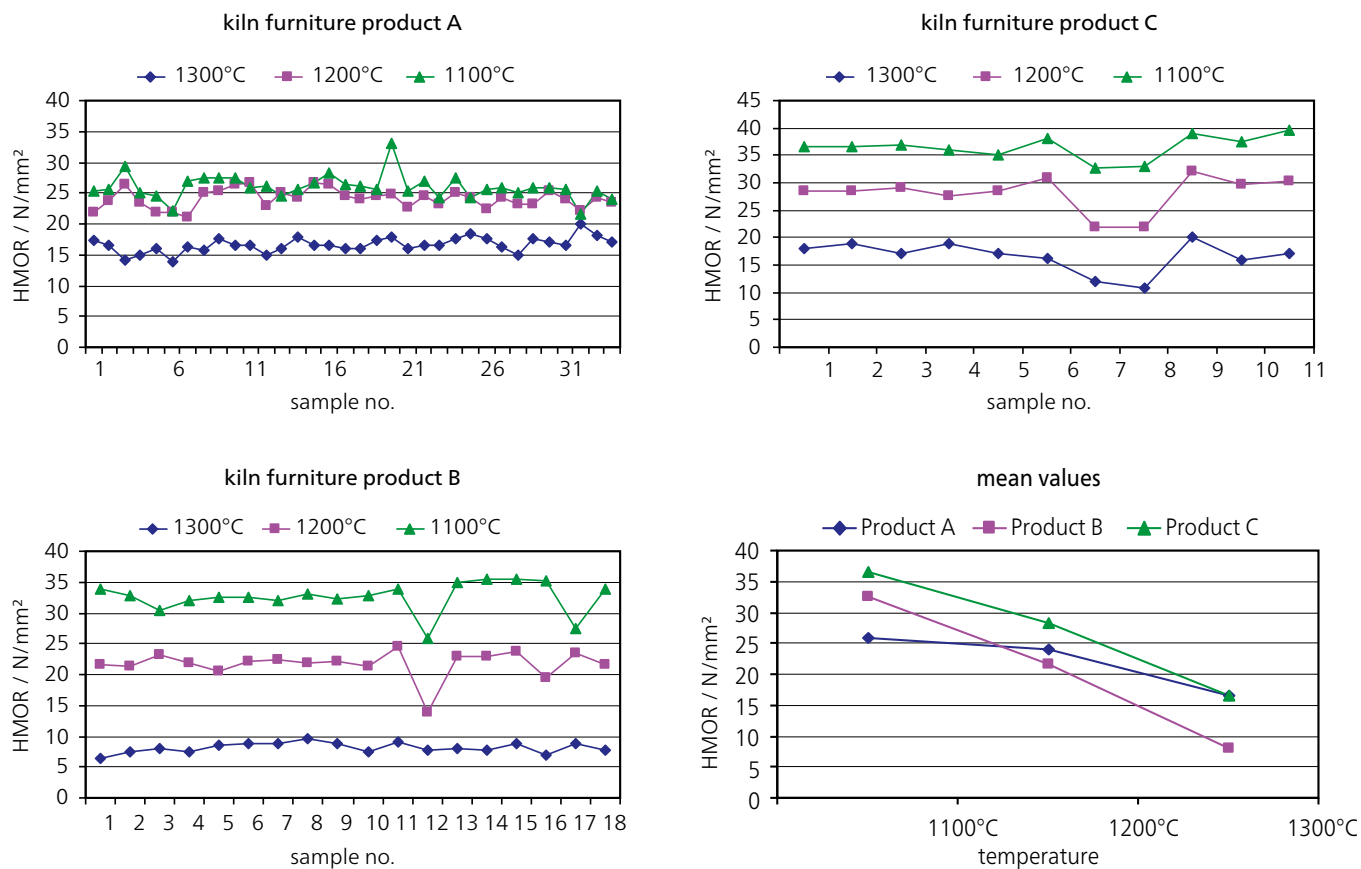 kiln furniture product A
1300°C 1200°C 1100°C
40
35
30
25
20
15
10
5
0
HMOR / N/mm²
1 6 11 16 21 26 31
sample no.
kiln furniture product C
1300°C 1200°C 1100°C
45
40
35
30
25
20
15
10
5
0
HMOR / N/mm²
1 2 3 4 5 6 7 8 9 10 11
sample no.
kiln furniture product B
1300°C 1200°C 1100°C
40
35
30
25
20
15
10
5
0
HMOR / N/mm²
1 2 3 4 5 6 7 8 9 10 11 12 13 14 15 16 17 18
sample no.
mean values
Product A Product B Product C
40
35
30
25
20
15
10
5
0
HMOR / N/mm²
1100°C 1200°C 1300°C
temperature